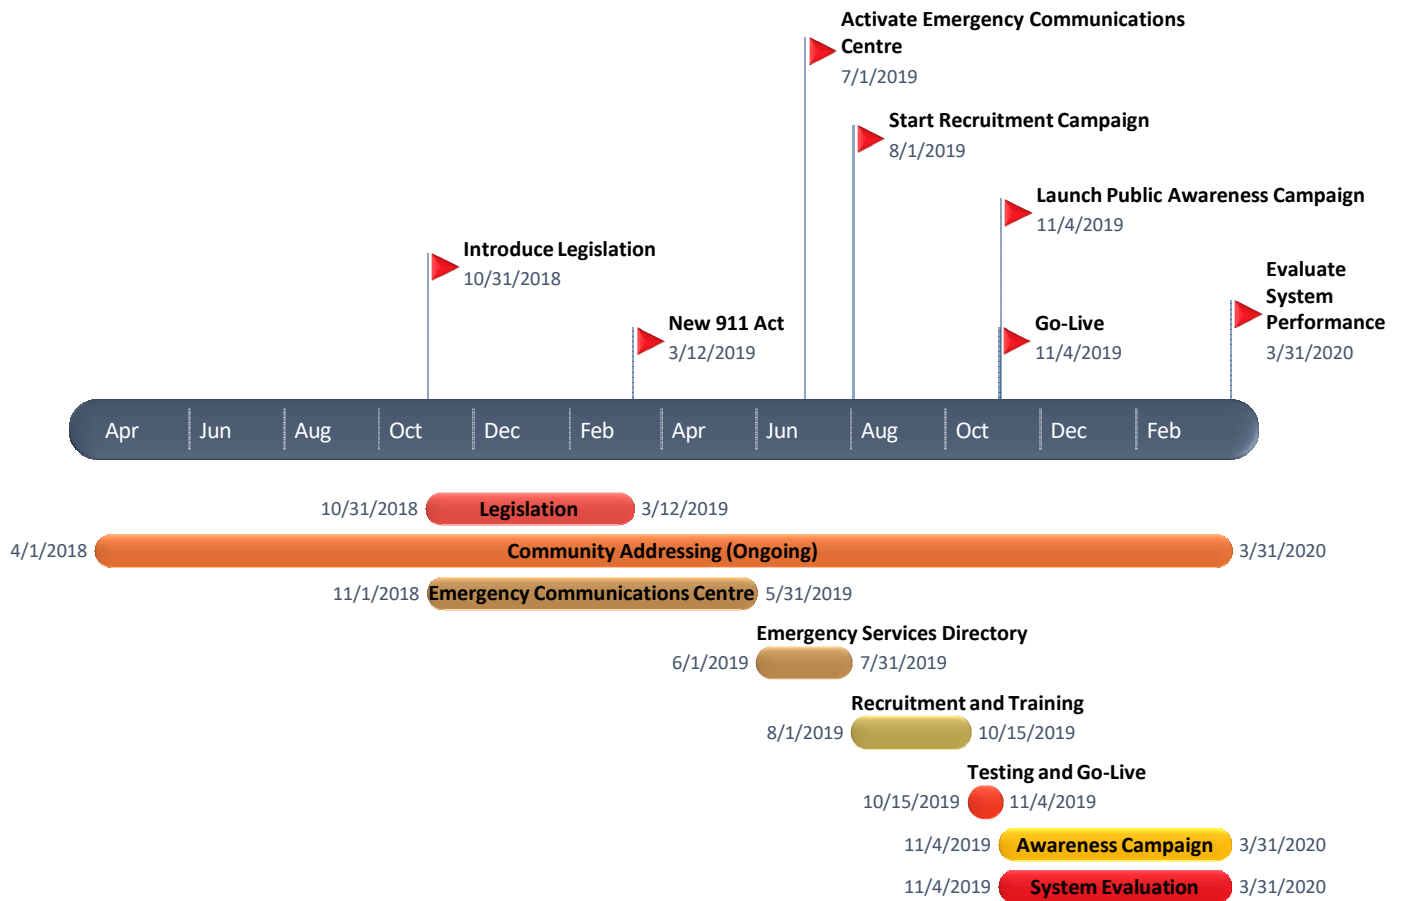 Activate Emergency Communications
Centre
7/1/2019
Start Recruitment Campaign
8/1/2019
Launch Public Awareness Campaign
11/4/2019
Introduce Legislation
10/31/2018
Evaluate
System
Performance
3/31/2020
New 911 Act
3/12/2019
Go-Live
11/4/2019
Apr Jun Aug Oct Dec Feb Apr Jun Aug Oct Dec Feb
10/31/2018 Legislation 3/12/2019
4/1/2018 Community Addressing (Ongoing) 3/31/2020
11/1/2018 Emergency Communications Centre 5/31/2019
Emergency Services Directory
6/1/2019 7/31/2019
Recruitment and Training
8/1/2019 10/15/2019
Testing and Go-Live
10/15/2019 11/4/2019
11/4/2019 Awareness Campaign 3/31/2020
11/4/2019 System Evaluation 3/31/2020